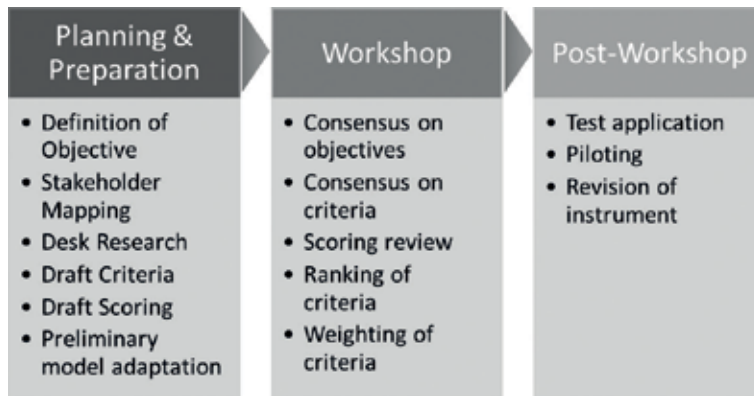 Planning &
Preparation
• Definition of
Objective
• Stakeholder
Mapping
• Desk Research
• Draft Criteria
• Draft Scoring
• Preliminary
model adaptation
Workshop
• Consensus on
objectives
• Consensus on
criteria
• Scoring review
• Ranking of
criteria
• Weighting of
criteria
Post-Workshop
• Test application
• Piloting
• Revision of
instrument